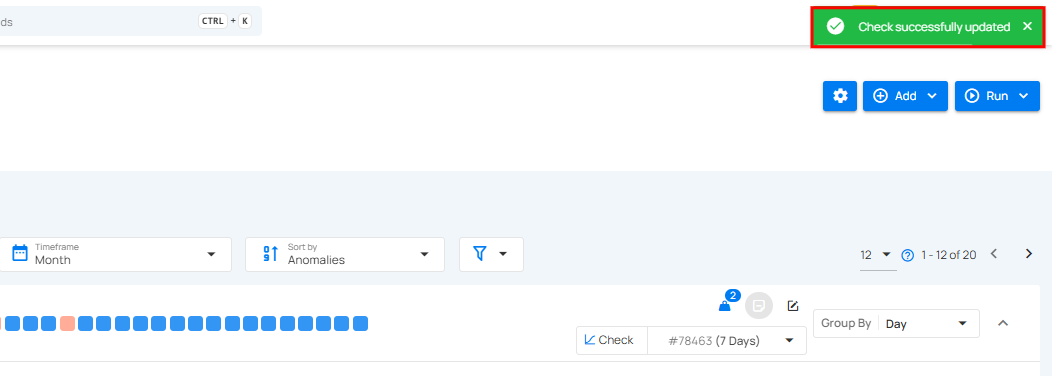 ds
CTRL + K
Check successfully updated
Add
Run
Timeframe
Month
Sort by
Anomalies
12
1 - 12 of 20
2
Check
#78463 (7 Days)
Group By
Day